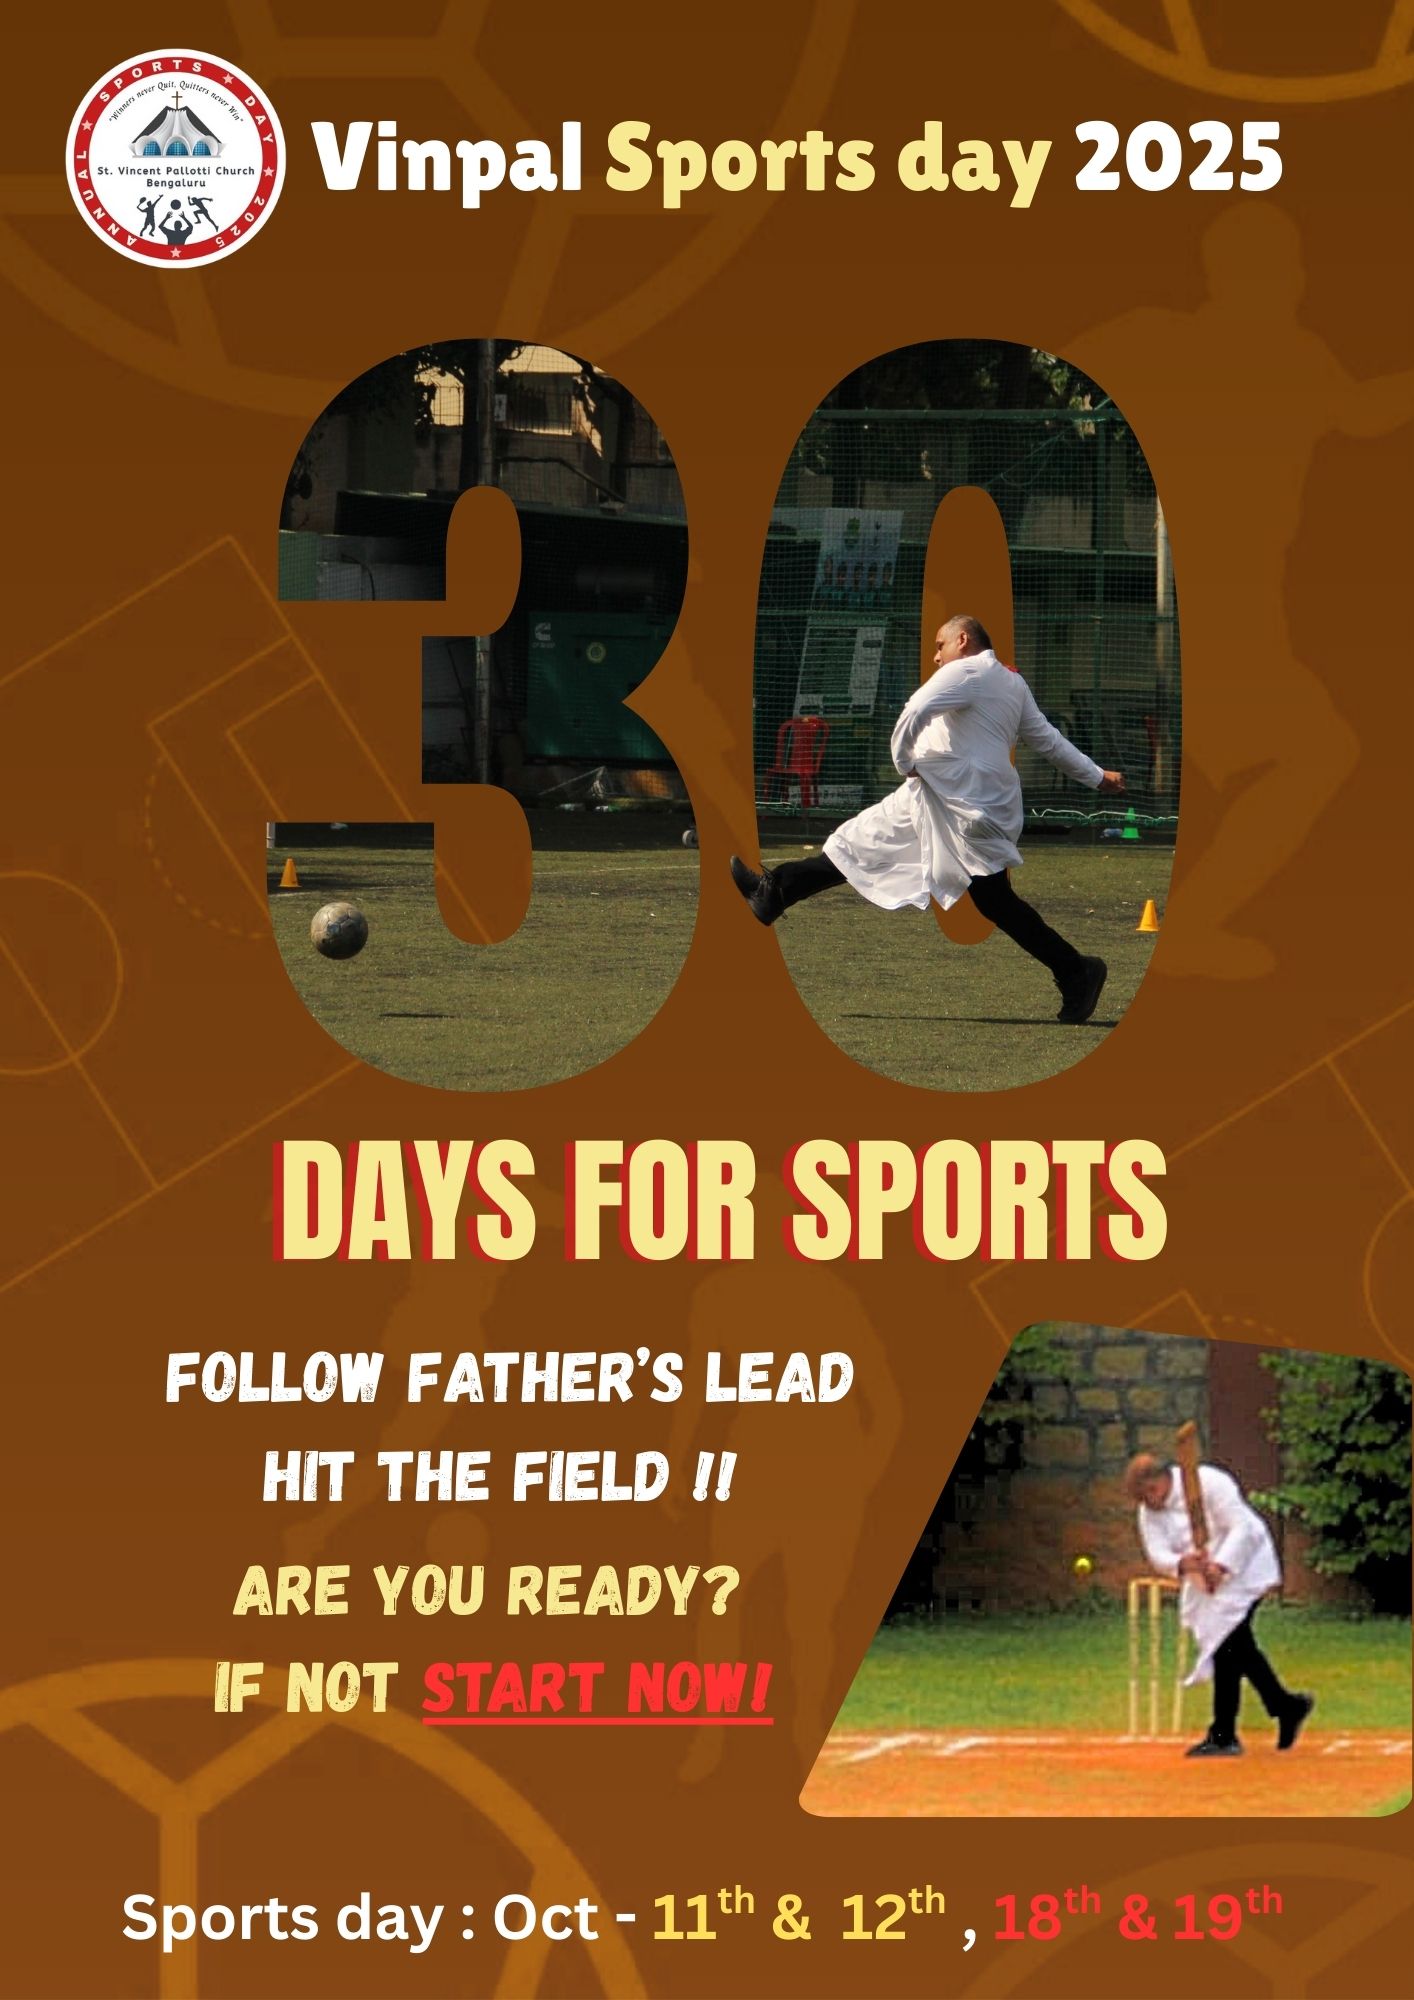 ANNUAL ★ SPORTS ★ DAY ★ 2025 ★
"Winners never Quit, Quitters never Win"
St. Vincent Pallotti Church
Bengaluru
Vinpal Sports day 2025
30
DAYS FOR SPORTS
FOLLOW FATHER'S LEAD
HIT THE FIELD !!
ARE YOU READY?
IF NOT START NOW!
Sports day : Oct - 11th & 12th , 18th & 19th